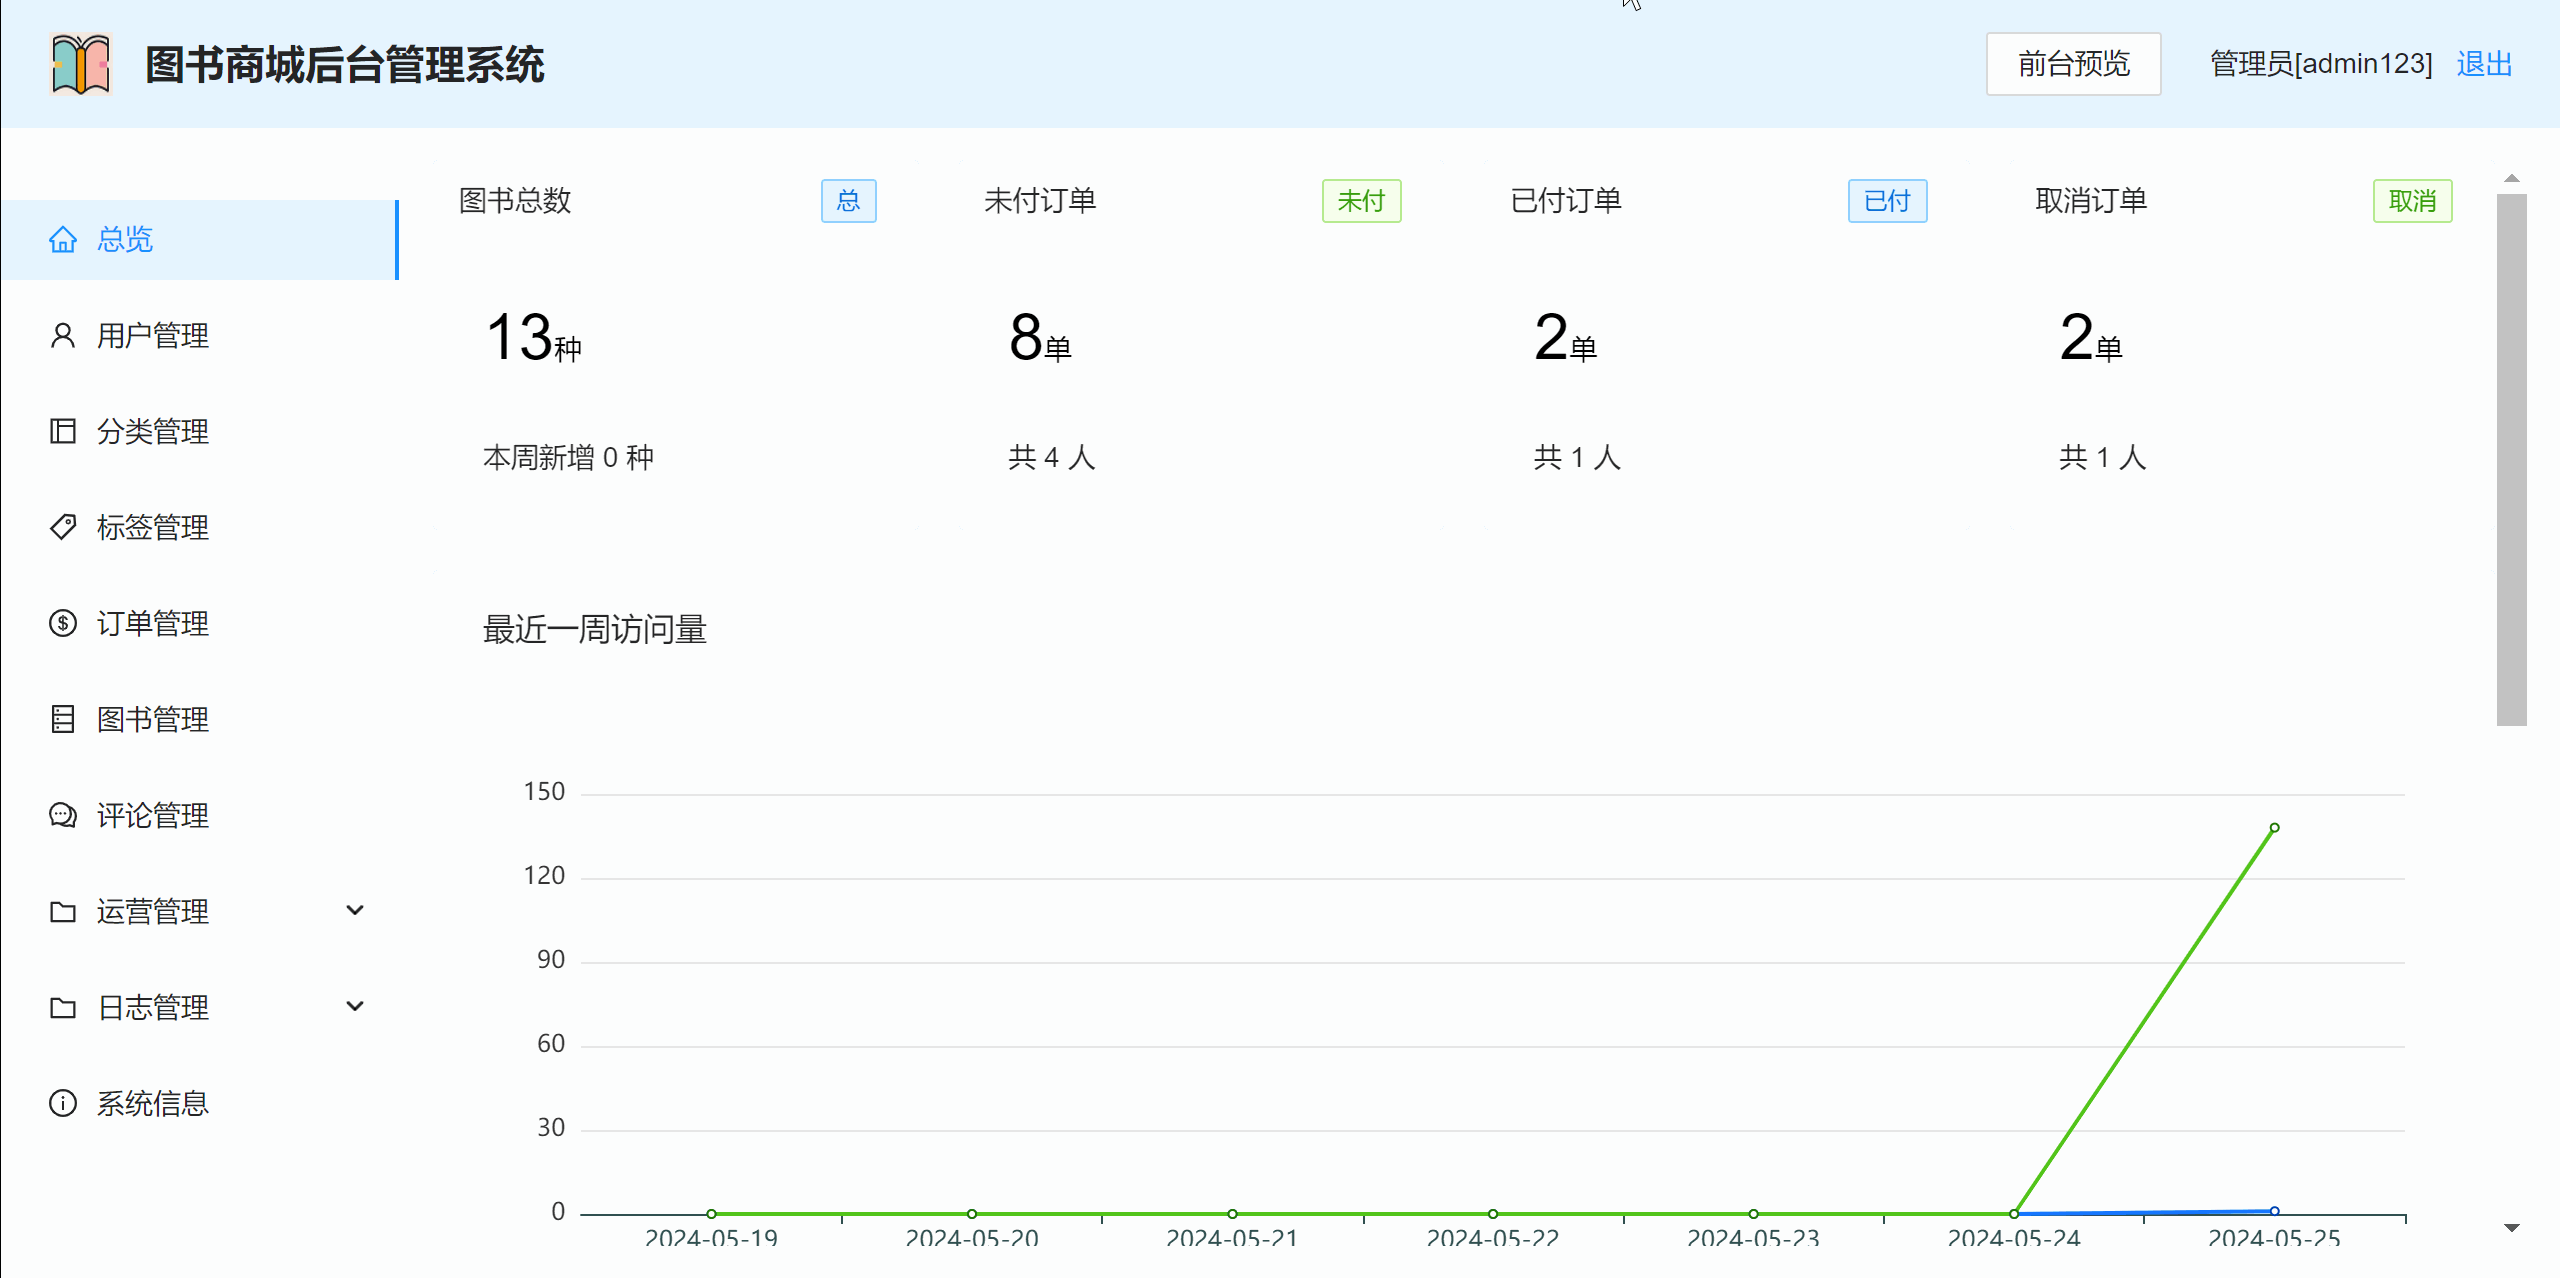 图书商城后台管理系统
前台预览 管理员[admin123] 退出
总览
用户管理
分类管理
标签管理
订单管理
图书管理
评论管理
运营管理
日志管理
系统信息
图书总数 总
13种
本周新增 0 种
未付订单 未付
8单
共 4 人
已付订单 已付
2单
共 1 人
取消订单 取消
2单
共 1 人
最近一周访问量
150
120
90
60
30
0
2024-05-19 2024-05-20 2024-05-21 2024-05-22 2024-05-23 2024-05-24 2024-05-25